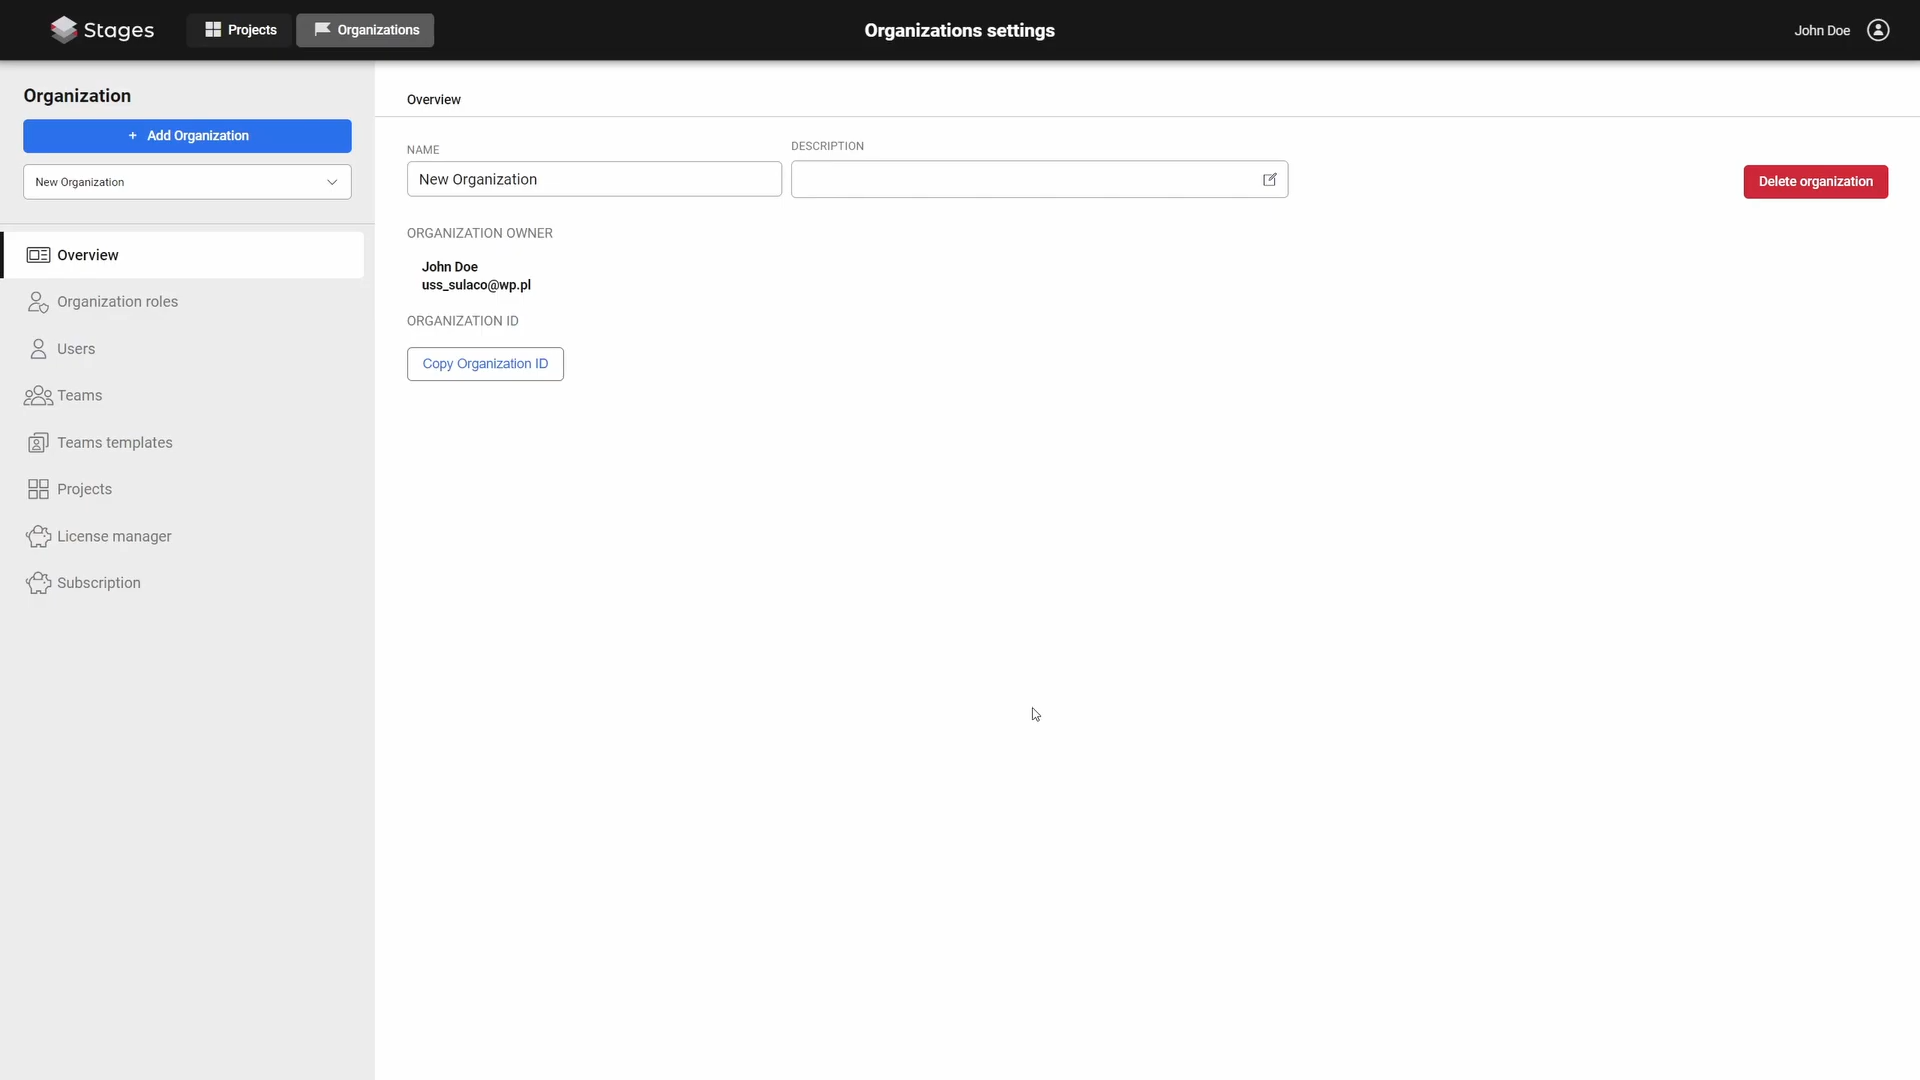 Stages
Projects
Organizations
Organizations settings
John Doe
Organization
+ Add Organization
New Organization
Overview
Organization roles
Users
Teams
Teams templates
Projects
License manager
Subscription
Overview
NAME
New Organization
DESCRIPTION
Delete organization
ORGANIZATION OWNER
John Doe
uss_sulaco@wp.pl
ORGANIZATION ID
Copy Organization ID